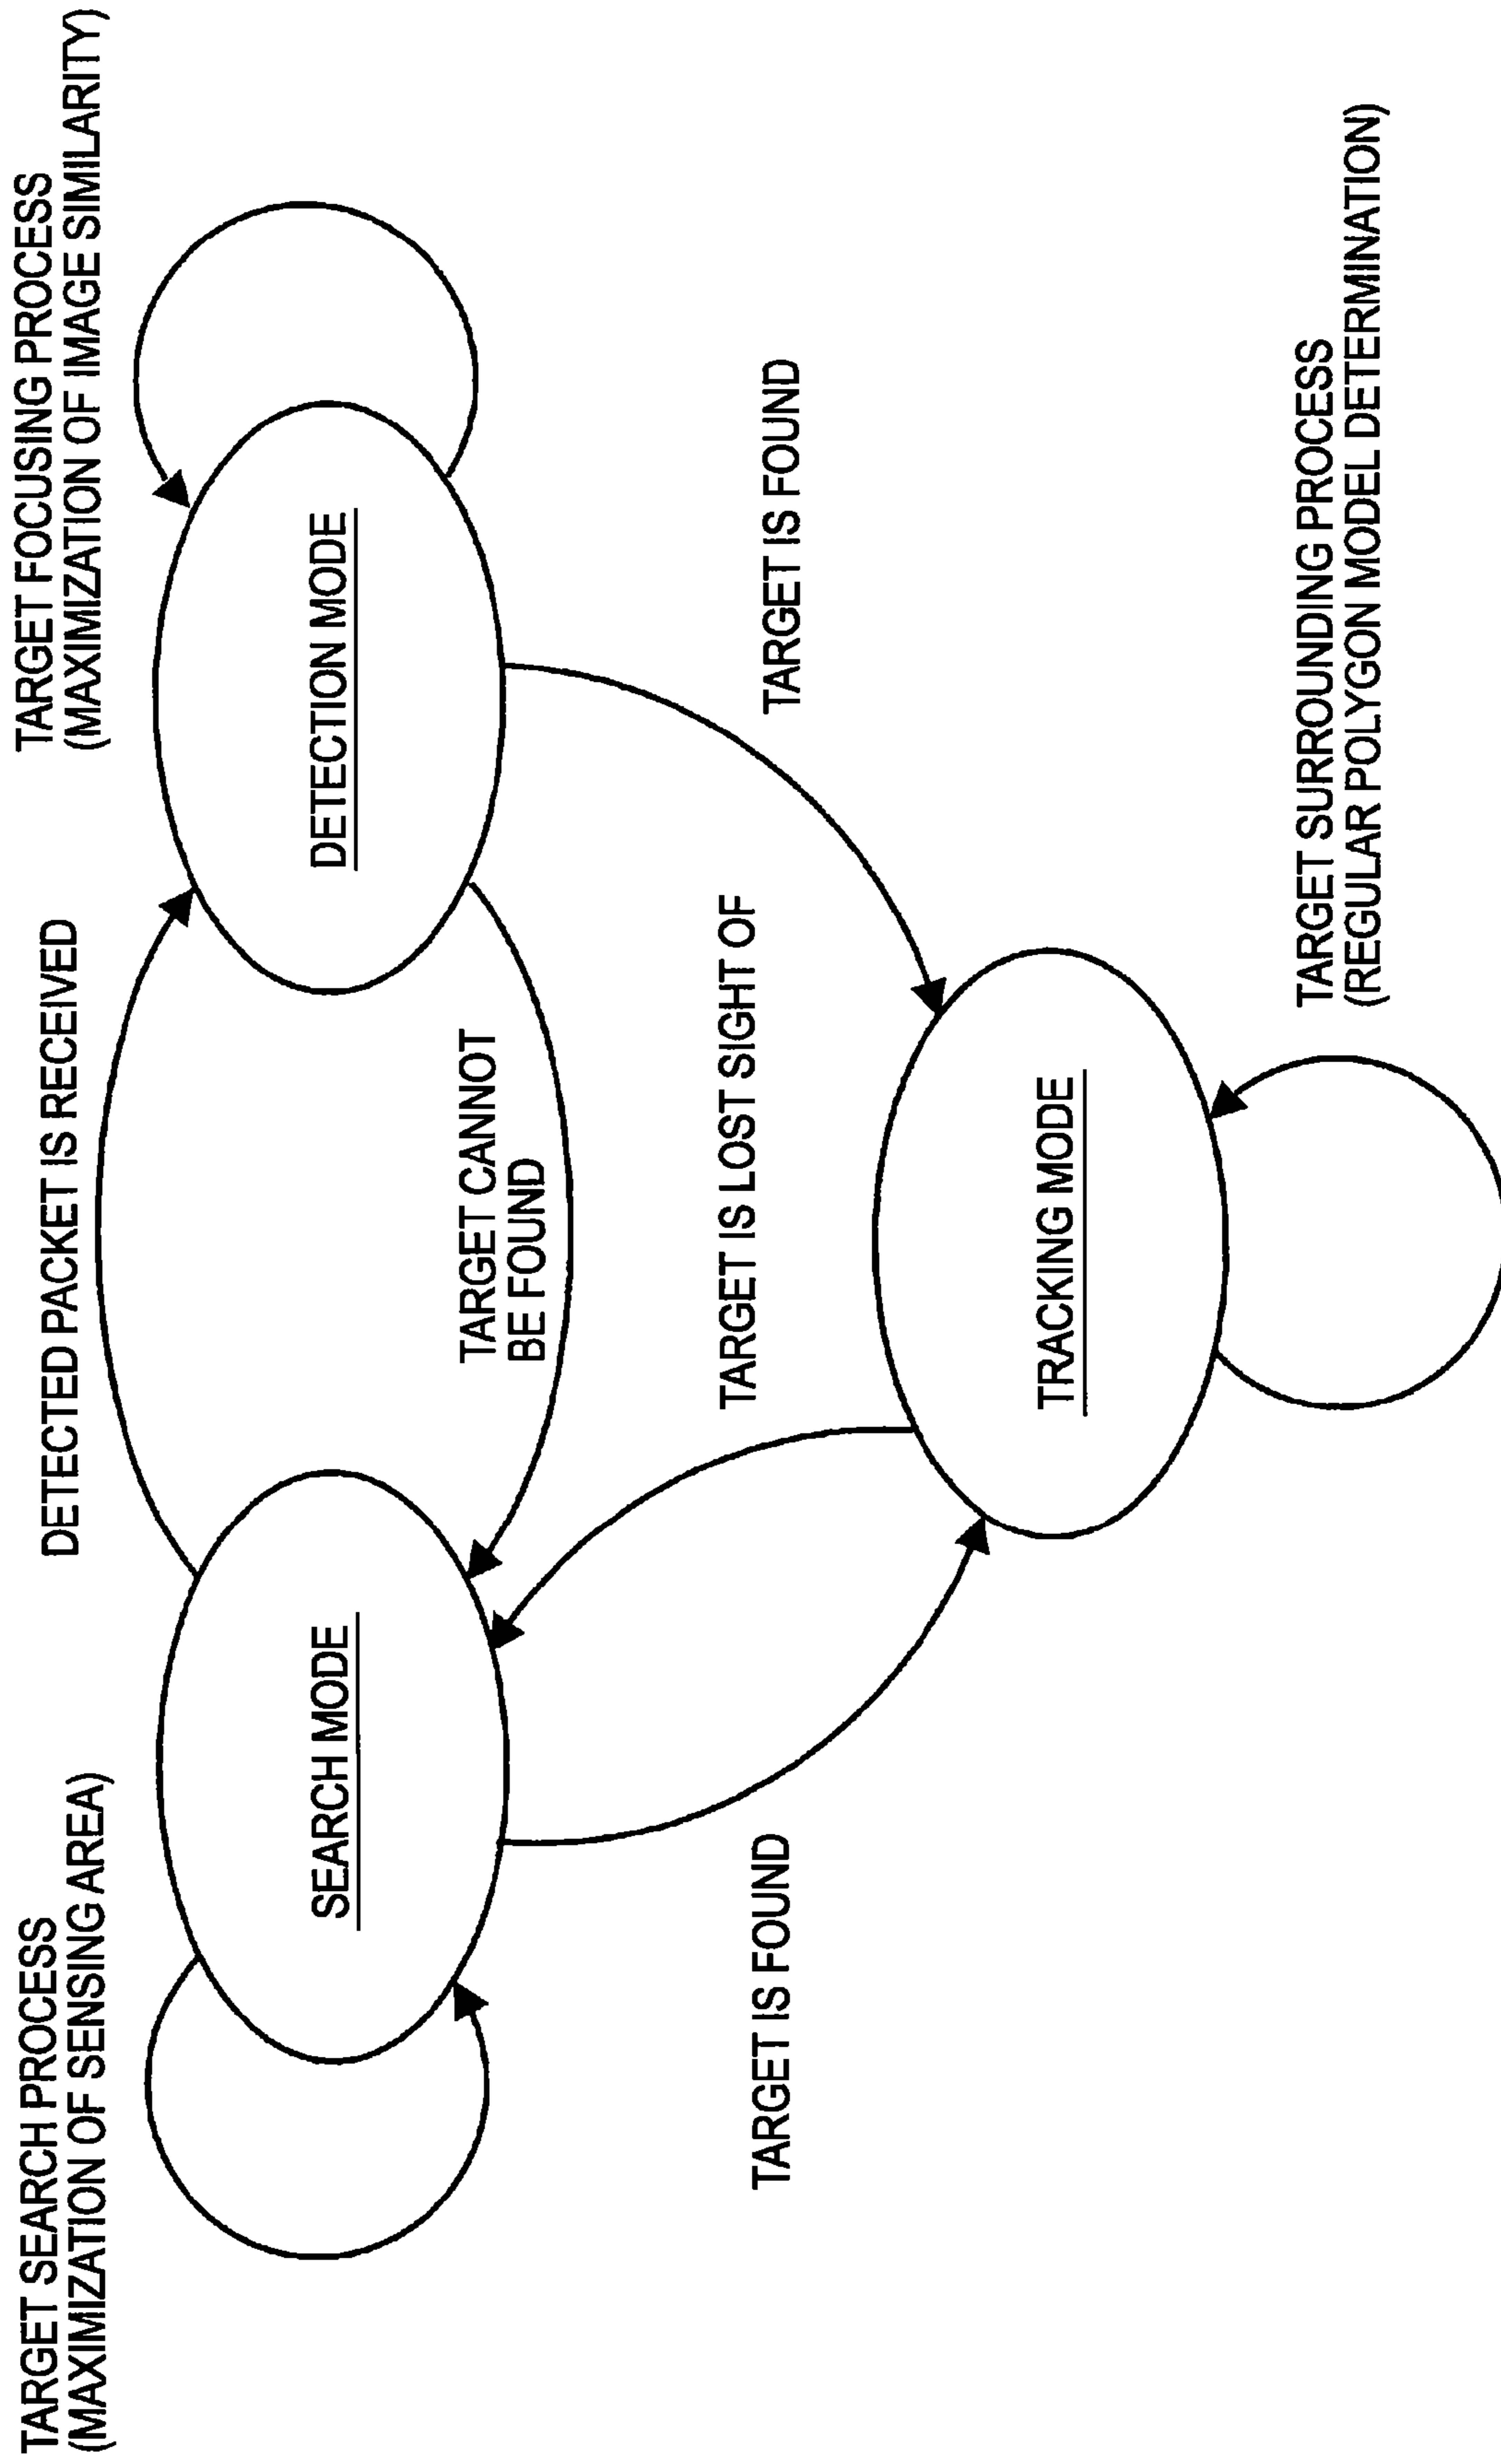 TARGET SEARCH PROCESS
(MAXIMIZATION OF SENSING AREA)
DETECTED PACKET IS RECEIVED
TARGET FOCUSING PROCESS
(MAXIMIZATION OF IMAGE SIMILARITY)
SEARCH MODE
DETECTION MODE
TARGET CANNOT
BE FOUND
TARGET IS FOUND
TARGET IS LOST SIGHT OF
TARGET IS FOUND
TRACKING MODE
TARGET SURROUNDING PROCESS
(REGULAR POLYGON MODEL DETERMINATION)